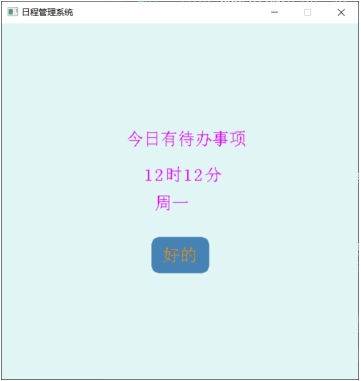 日程管理系统
今日有待办事项
12时12分
周一
好的